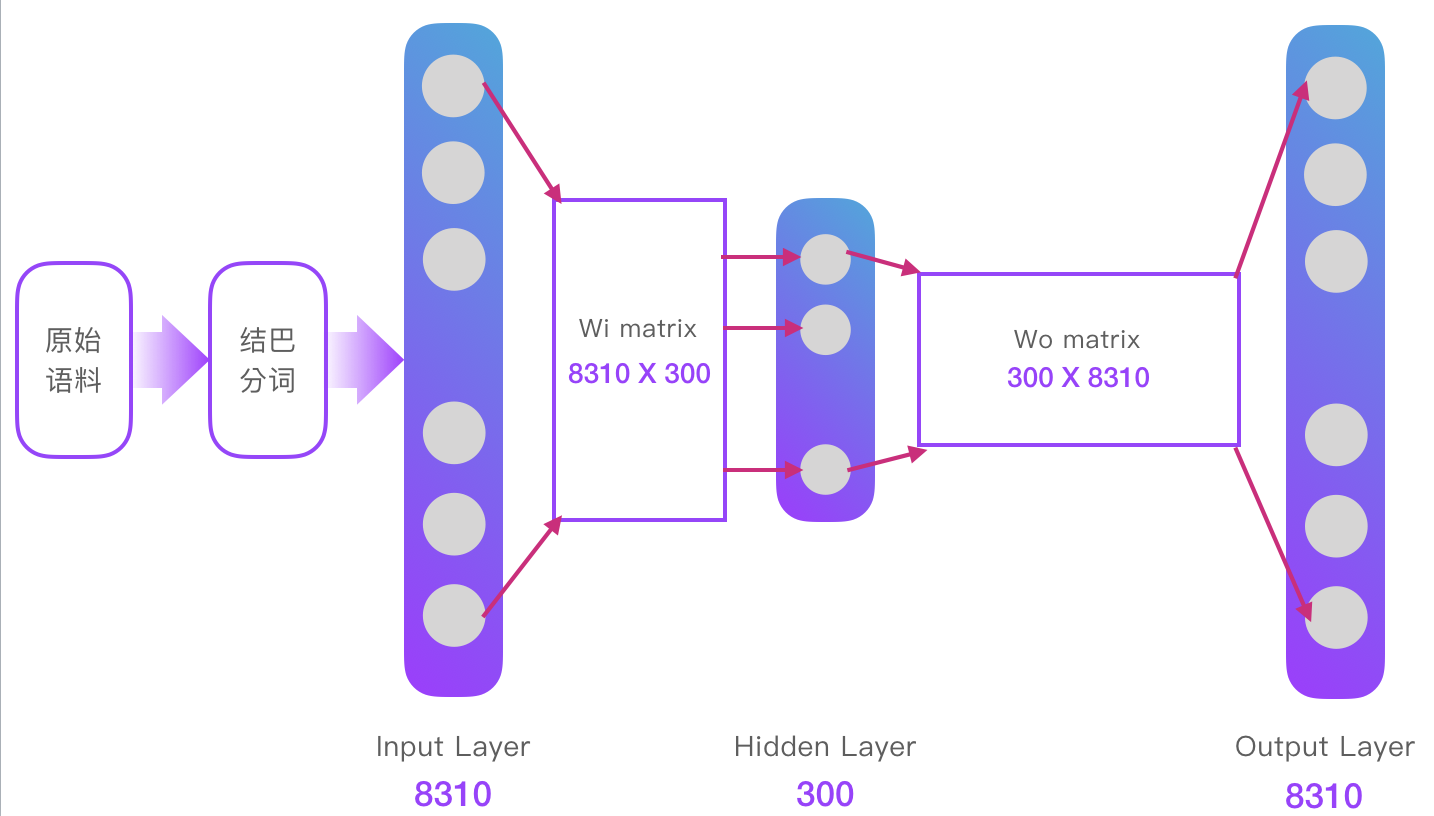 原始
语料
结巴
分词
Wi matrix
8310 X 300
Wo matrix
300 X 8310
Input Layer
8310
Hidden Layer
300
Output Layer
8310